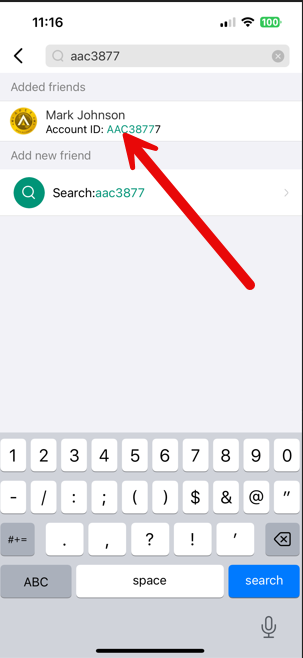 11:16
100
aac3877
Added friends
Mark Johnson
Account ID: AAC38777
Add new friend
Search:aac3877
1 2 3 4 5 6 7 8 9 0
- / : ; ( ) $ & @ "
#+= . , ? ! ’
ABC space search